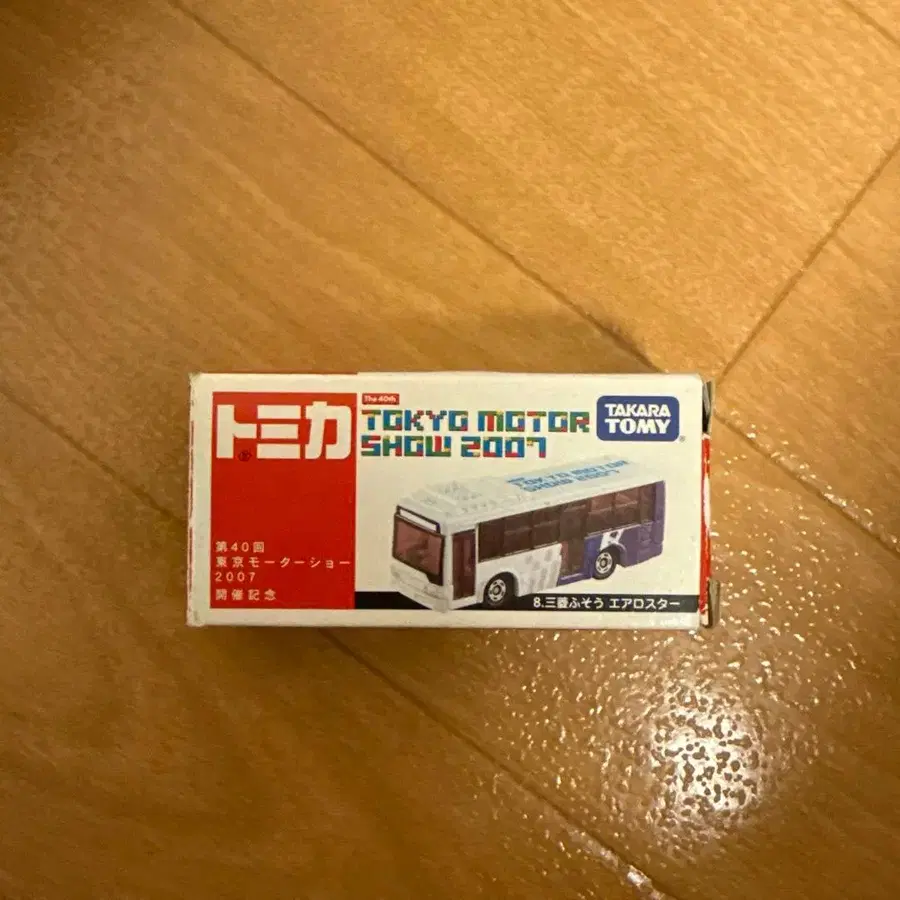 トミカ
The 40th
TOKYO MOTOR
SHOW 2007
TAKARA
TOMY
TOKYO MOTOR
SHOW 2007
第40回
東京モーターショー
2007
開催記念
8.三菱ふそう エアロスター